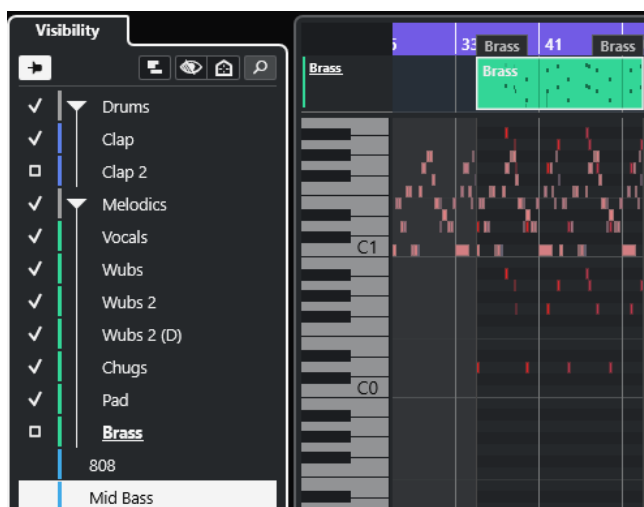 Visibility
Drums
Clap
Clap 2
Melodics
Vocals
Wubs
Wubs 2
Wubs 2 (D)
Chugs
Pad
Brass
808
Mid Bass
33
Brass
41
Brass
Brass
Brass
C1
C0